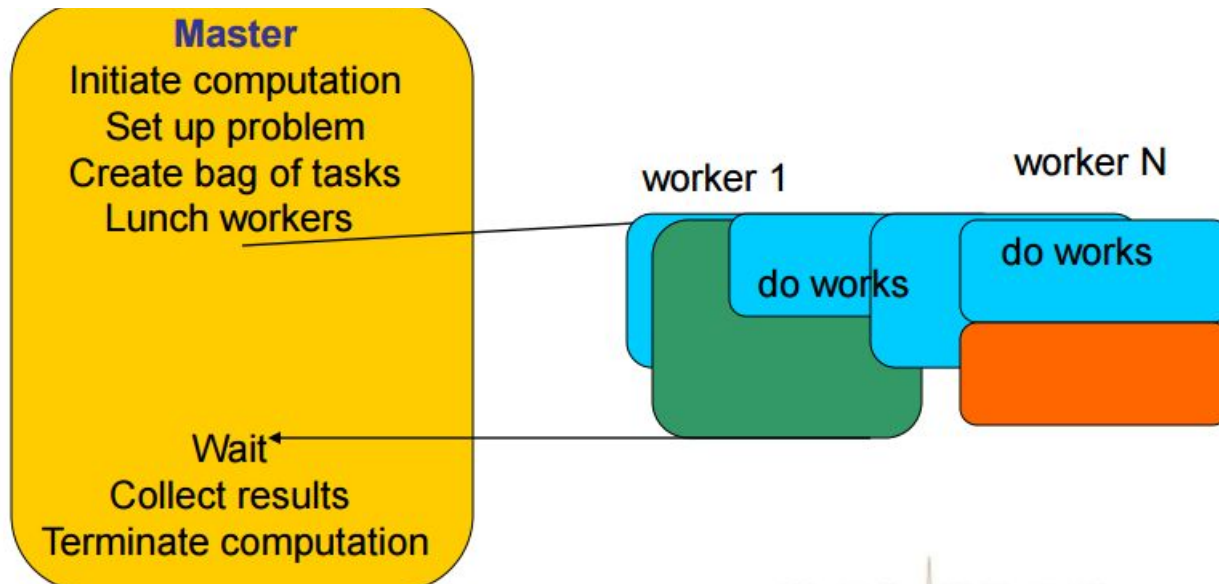 Master
Initiate computation
Set up problem
Create bag of tasks
Lunch workers
Wait
Collect results
Terminate computation
worker 1
do works
worker N
do works